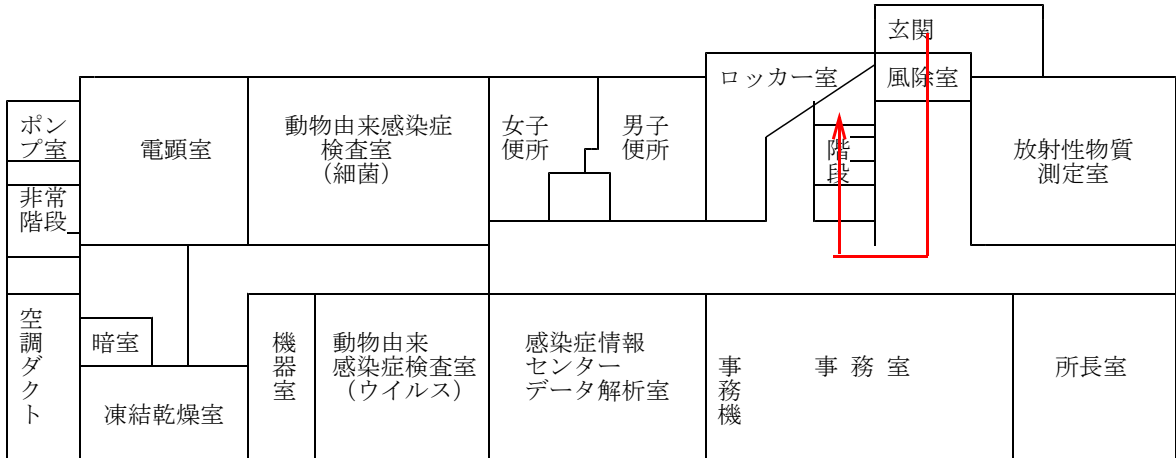 玄関
ロッカー室
風除室
ポン
プ室
電顕室
動物由来感染症
検査室
（細菌）
女子
便所
男子
便所
階
段
放射性物質
測定室
非常
階段
空
調
ダ
ク
ト
暗室
凍結乾燥室
機
器
室
動物由来
感染症検査室
（ウイルス）
感染症情報
センター
データ解析室
事
務
機
事 務 室
所長室